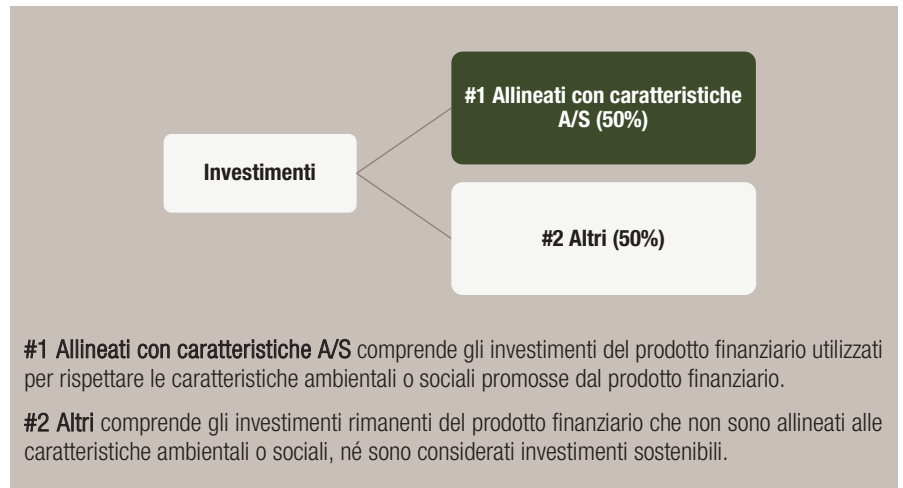 #1 Allineati con caratteristiche
A/S (50%)
Investimenti
#2 Altri (50%)
#1 Allineati con caratteristiche A/S comprende gli investimenti del prodotto finanziario utilizzati
per rispettare le caratteristiche ambientali o sociali promosse dal prodotto finanziario.
#2 Altri comprende gli investimenti rimanenti del prodotto finanziario che non sono allineati alle
caratteristiche ambientali o sociali, né sono considerati investimenti sostenibili.